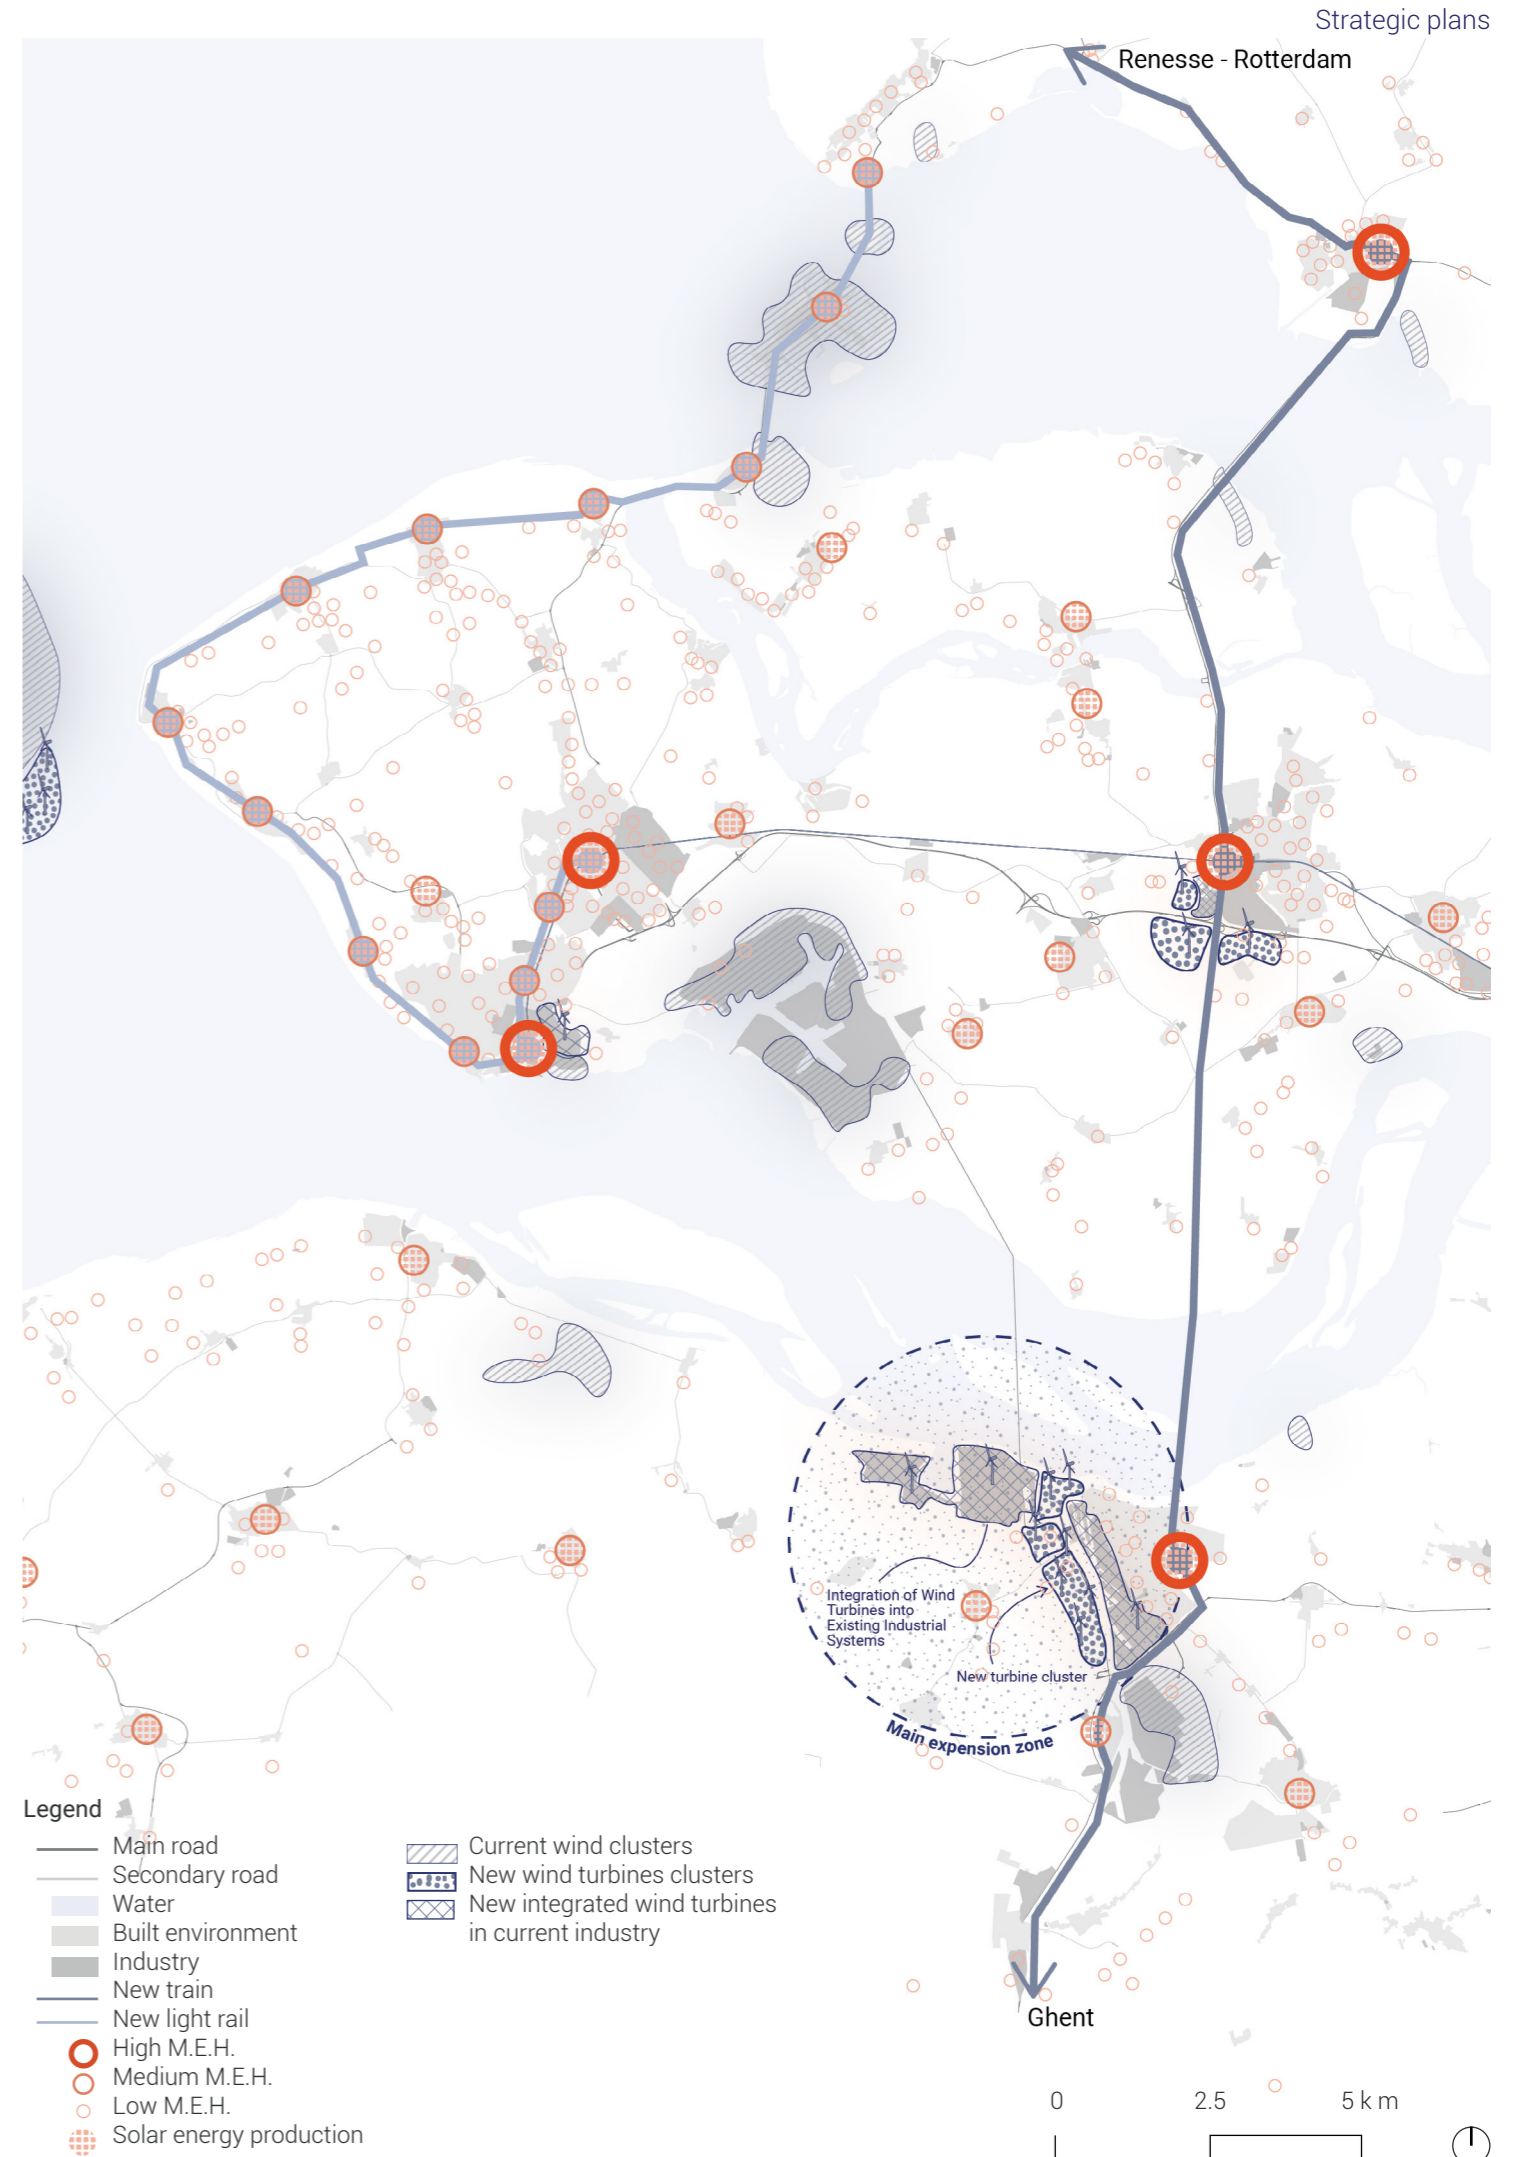 Strategic plans
Renesse - Rotterdam
Integration of Wind
Turbines into
Existing Industrial
Systems
New turbine cluster
Main expension zone
Ghent
Legend
Main road
Secondary road
Water
Built environment
Industry
New train
New light rail
High M.E.H.
Medium M.E.H.
Low M.E.H.
Solar energy production
Current wind clusters
New wind turbines clusters
New integrated wind turbines
in current industry
0 2.5 5 k m